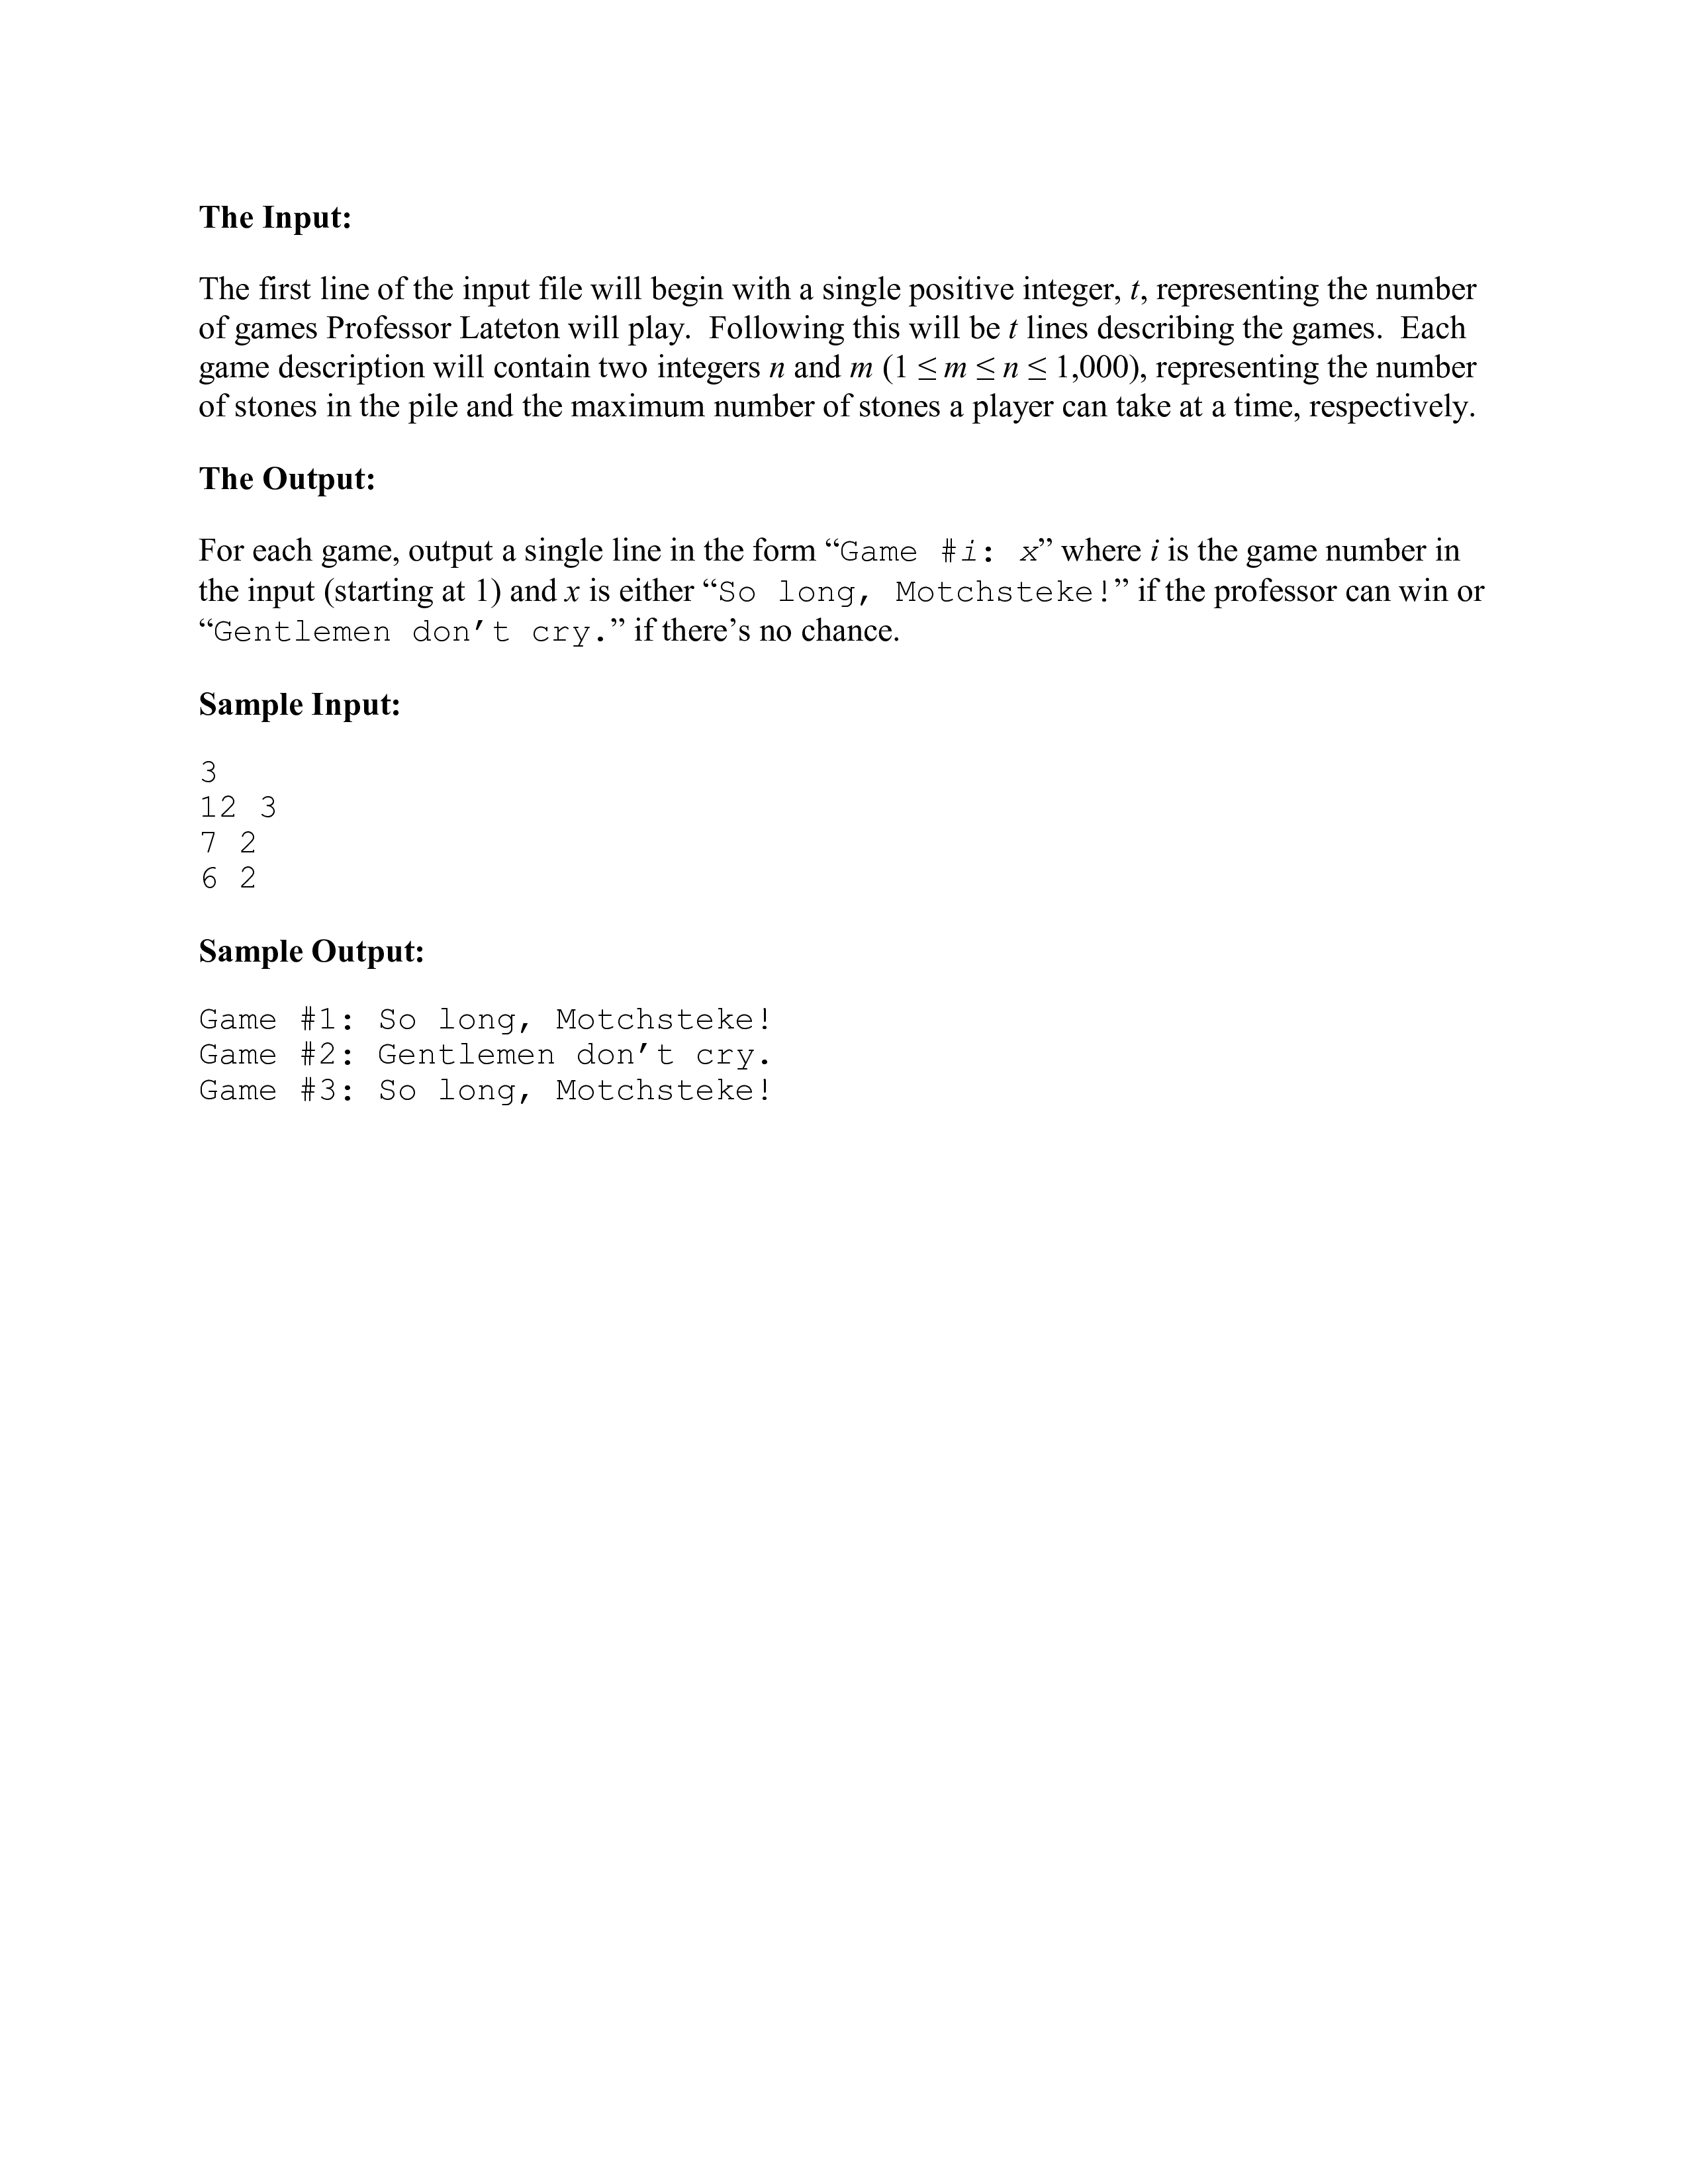 The Input:
The first line of the input file will begin with a single positive integer, t, representing the number
of games Professor Lateton will play.  Following this will be t lines describing the games.  Each
game description will contain two integers n and m (1 ≤ m ≤ n ≤ 1,000), representing the number
of stones in the pile and the maximum number of stones a player can take at a time, respectively.
The Output:
For each game, output a single line in the form “Game #i: x” where i is the game number in
the input (starting at 1) and x is either “So long, Motchsteke!” if the professor can win or
“Gentlemen don’t cry.” if there’s no chance.
Sample Input:
3
12 3
7 2
6 2
Sample Output:
Game #1: So long, Motchsteke!
Game #2: Gentlemen don’t cry.
Game #3: So long, Motchsteke!